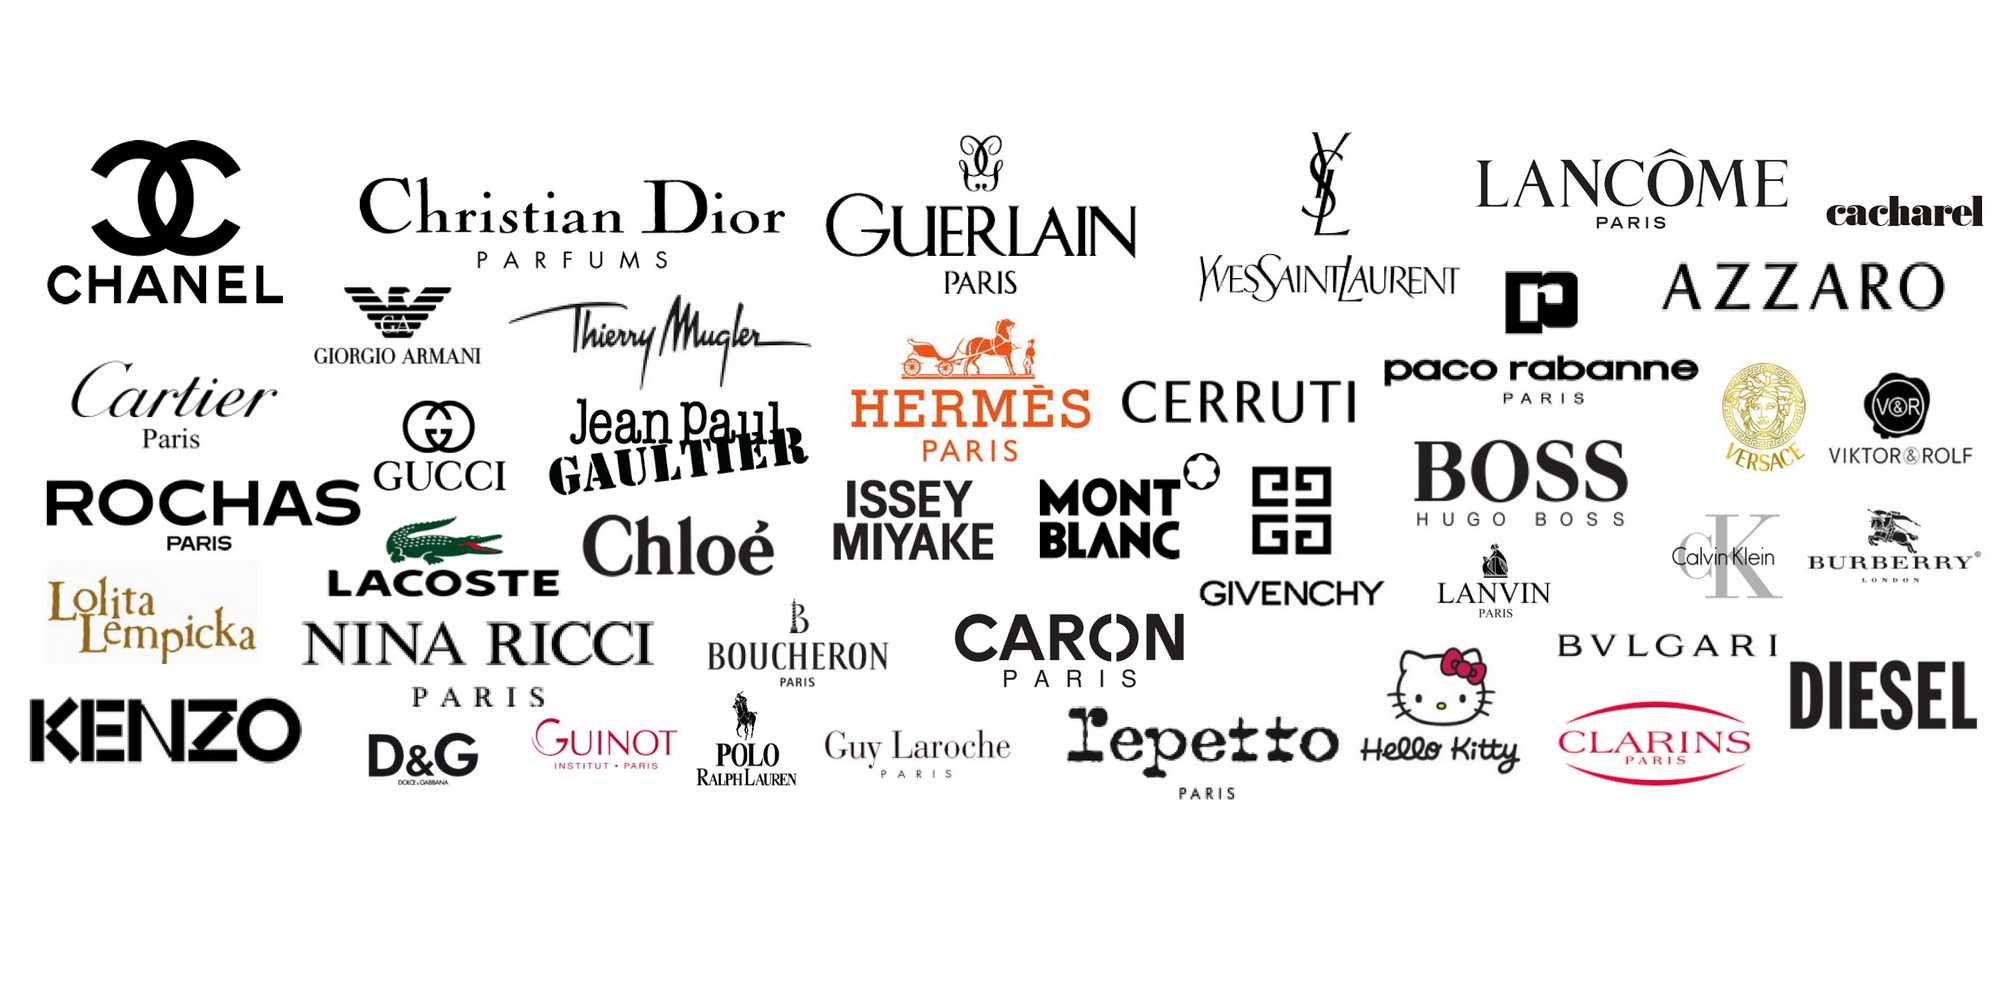 CHANEL
Christian Dior
PARFUMS
GUERLAIN
PARIS
YSL
YVESSAINTLAURENT
LANCÔME
PARIS
cacharel
GA
GIORGIO ARMANI
Thierry Mugler
HERMÈS
PARIS
CERRUTI
r
paco rabanne
PARIS
AZZARO
Cartier
Paris
GUCCI
Jean Paul
GAULTIER
VERSACE
V&R
VIKTOR&ROLF
ROCHAS
PARIS
LACOSTE
Chloé
ISSEY
MIYAKE
MONT
BLANC
GIVENCHY
BOSS
HUGO BOSS
LANVIN
PARIS
cK
Calvin Klein
BURBERRY®
LONDON
Lolita
Lempicka
NINA RICCI
PARIS
B
BOUCHERON
PARIS
CARON
PARIS
Hello Kitty
BVLGARI
DIESEL
KENZO
D&G
DOLCE & GABBANA
GUINOT
INSTITUT • PARIS
POLO
RALPH LAUREN
Guy Laroche
PARIS
repetto
PARIS
CLARINS
PARIS